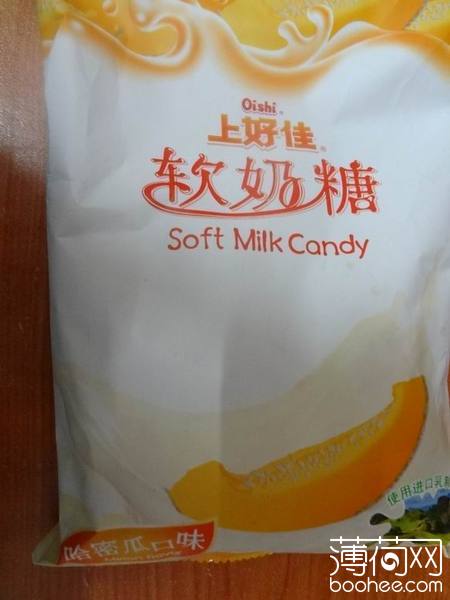 Oishi
上好佳
软奶糖
Soft Milk Candy
使用进口乳
哈密瓜口味
薄荷网
boohee.com